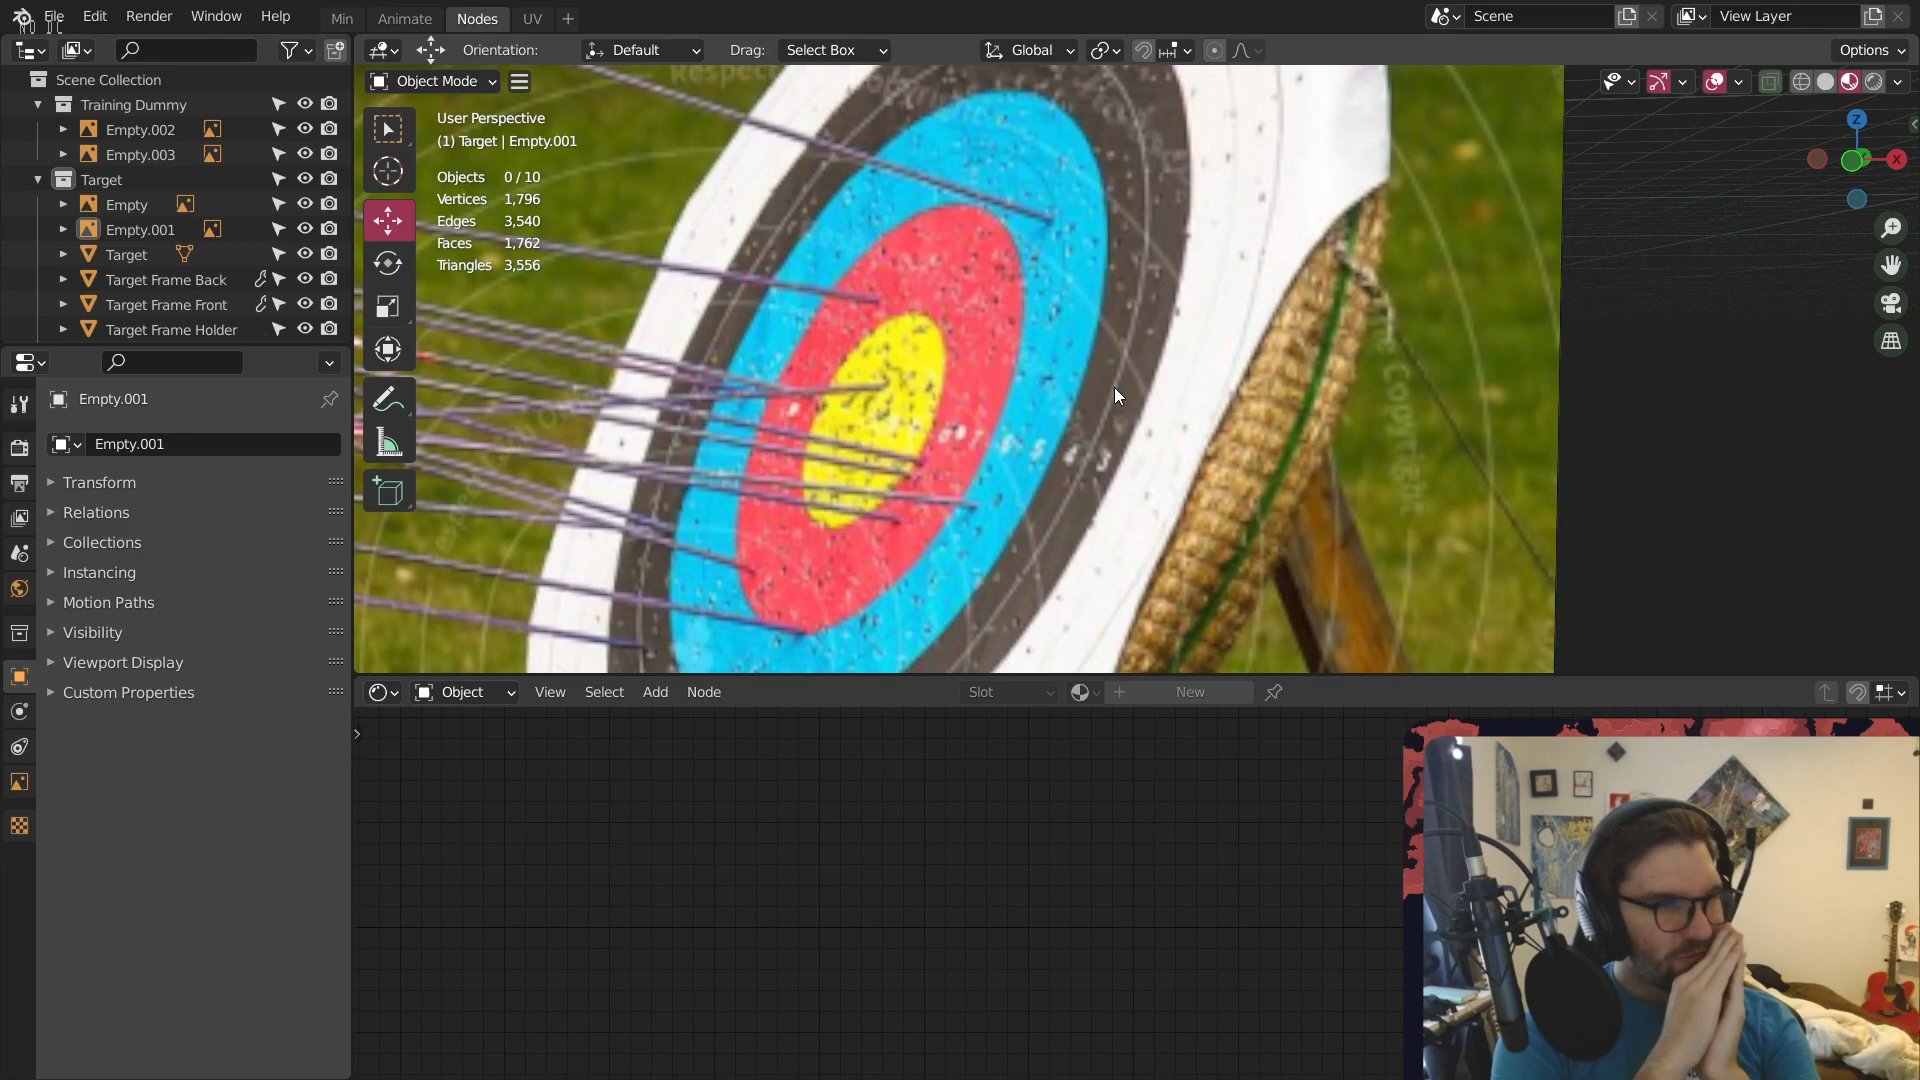 File Edit Render Window Help Min Animate Nodes UV Scene View Layer
Orientation: Default Drag: Select Box Global Options
Scene Collection
Training Dummy
Empty.002
Empty.003
Target
Empty
Empty.001
Target
Target Frame Back
Target Frame Front
Target Frame Holder
Object Mode
User Perspective
(1) Target | Empty.001
Objects 0 / 10
Vertices 1,796
Edges 3,540
Faces 1,762
Triangles 3,556
Respect
Copyright
Z
X
Empty.001
Empty.001
Transform
Relations
Collections
Instancing
Motion Paths
Visibility
Viewport Display
Custom Properties
Object View Select Add Node Slot New